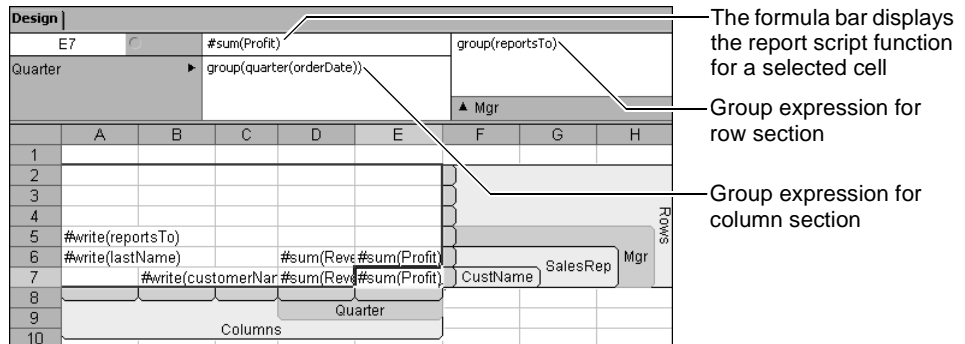 Design
E7 #sum(Profit) group(reportsTo)
Quarter group(quarter(orderDate))
Mgr
The formula bar displays
the report script function
for a selected cell
Group expression for
row section
Group expression for
column section
A B C D E F G H
1
2
3
4
5 #write(reportsTo)
6 #write(lastName) #sum(Reve #sum(Profit)
7 #write(customerNar #sum(Reve #sum(Profit)
CustName SalesRep Mgr
Rows
8
9 Quarter
10 Columns